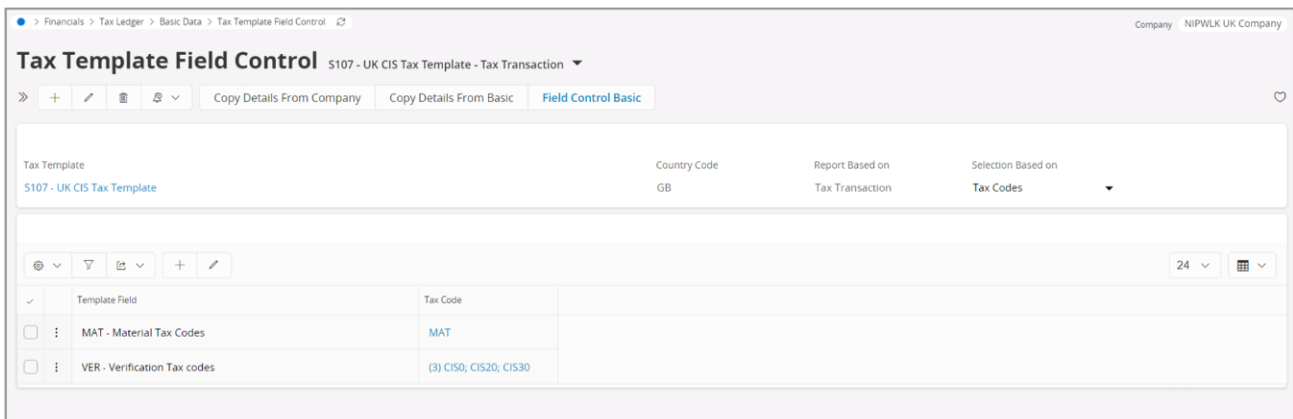 > Financials > Tax Ledger > Basic Data > Tax Template Field Control
Company NIPWLK UK Company
Tax Template Field Control S107 - UK CIS Tax Template - Tax Transaction
Copy Details From Company Copy Details From Basic Field Control Basic
Tax Template Country Code Report Based on Selection Based on
S107 - UK CIS Tax Template GB Tax Transaction Tax Codes
24
Template Field Tax Code
MAT - Material Tax Codes MAT
VER - Verification Tax codes (3) CIS0; CIS20; CIS30